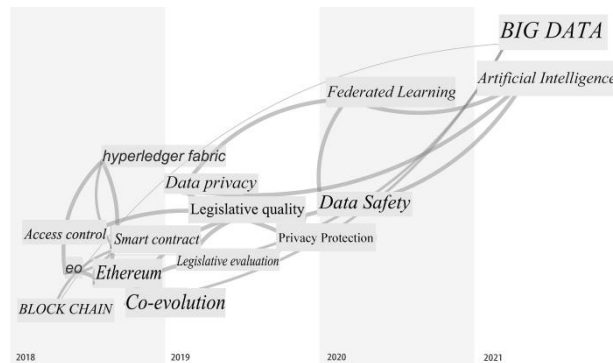 BIG DATA
Artificial Intelligence
Federated Learning
hyperledger fabric
Data privacy
Legislative quality
Data Safety
Access control
Smart contract
Privacy Protection
Legislative evaluation
eo
Ethereum
BLOCK CHAIN
Co-evolution
2018
2019
2020
2021